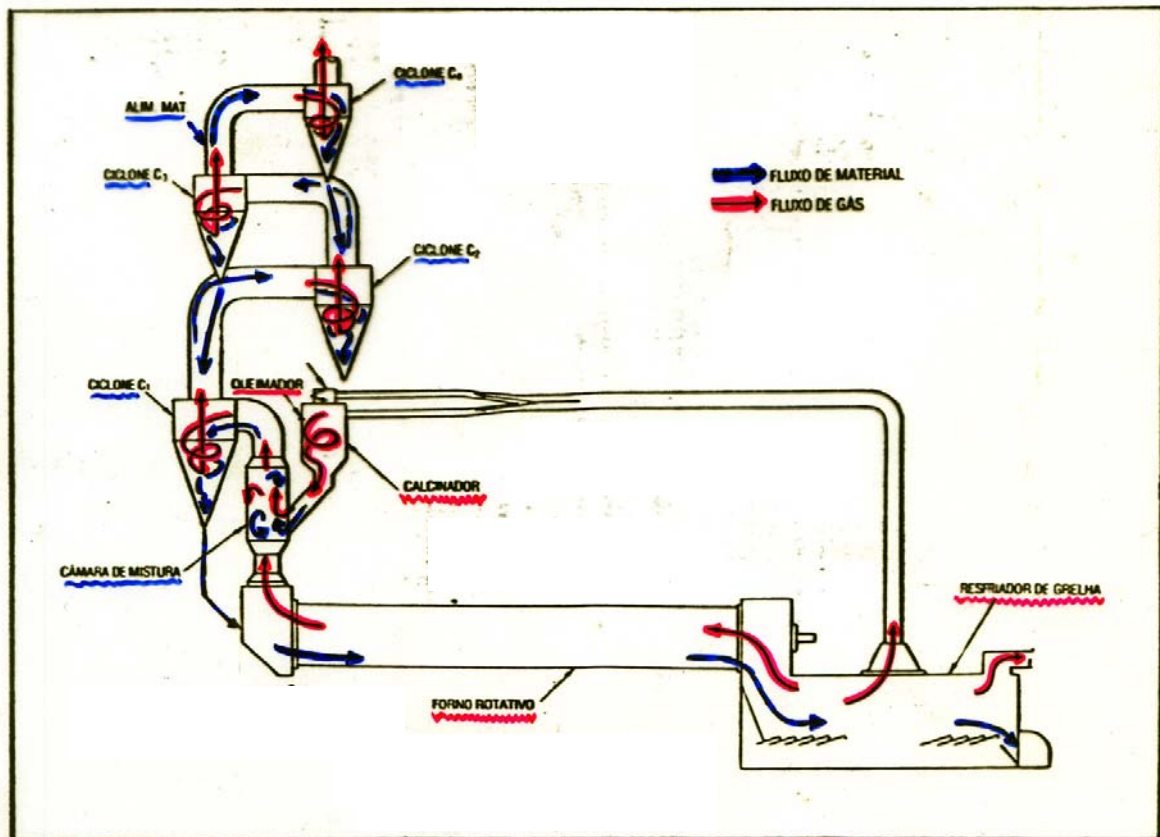 CICLONE C₄
ALIM. MAT
CICLONE C₃
FLUXO DE MATERIAL
FLUXO DE GÁS
CICLONE C₂
CICLONE C₁
QUEIMADOR
CALCINADOR
CÂMARA DE MISTURA
RESFRIADOR DE GRELHA
FORNO ROTATIVO